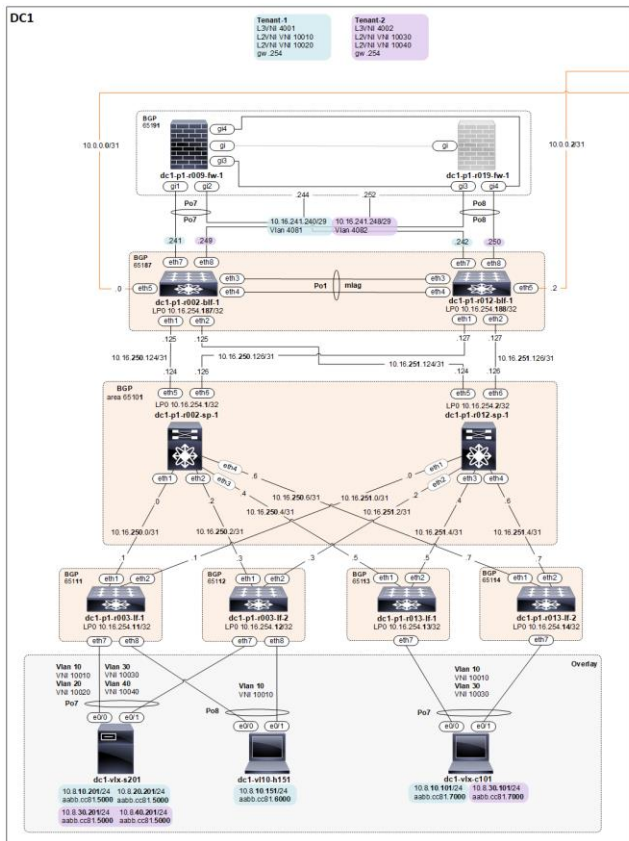 DC1
Tenant-1
L3VNI 4001
L2VNI VNI 10010
L2VNI VNI 10020
gw .254
Tenant-2
L3VNI 4002
L2VNI VNI 10030
L2VNI VNI 10040
gw .254
BGP
65191
gi4
gi
gi3
gi
10.0.0.0/31
10.0.0.2/31
dc1-p1-r009-fw-1
dc1-p1-r019-fw-1
gi1
gi2
gi3
gi4
.244
.252
Po7
Po7
Po8
Po8
10.16.241.240/29
Vlan 4081
10.16.241.248/29
Vlan 4082
.241
.249
.242
.250
BGP
65187
eth7
eth8
eth7
eth8
.0
eth5
eth3
eth4
Po1
mlag
eth3
eth4
eth5
.2
dc1-p1-r002-blf-1
LP0 10.16.254.187/32
dc1-p1-r012-blf-1
LP0 10.16.254.188/32
eth1
eth2
eth1
eth2
.125
.125
.127
.127
10.16.250.124/31
10.16.250.126/31
10.16.251.124/31
10.16.251.126/31
.124
.126
.124
.126
BGP
area 65101
eth5
eth6
eth5
eth6
LP0 10.16.254.1/32
dc1-p1-r002-sp-1
LP0 10.16.254.2/32
dc1-p1-r012-sp-1
eth1
eth2
eth3
eth4
eth1
eth2
eth3
eth4
.0
.2
.4
.6
.0
.2
.4
.6
10.16.250.0/31
10.16.250.2/31
10.16.250.4/31
10.16.250.6/31
10.16.251.0/31
10.16.251.2/31
10.16.251.4/31
10.16.251.4/31
.1
.1
.3
.3
.5
.5
.7
.7
BGP
65111
eth1
eth2
BGP
65112
eth1
eth2
BGP
65113
eth1
eth2
BGP
65114
eth1
eth2
dc1-p1-r003-lf-1
LP0 10.16.254.11/32
dc1-p1-r003-lf-2
LP0 10.16.254.12/32
dc1-p1-r013-lf-1
LP0 10.16.254.13/32
dc1-p1-r013-lf-2
LP0 10.16.254.14/32
eth7
eth8
eth7
eth8
eth7
eth7
Overlay
Vlan 10
VNI 10010
Vlan 20
VNI 10020
Vlan 30
VNI 10030
Vlan 40
VNI 10040
Vlan 10
VNI 10010
Vlan 10
VNI 10010
Vlan 30
VNI 10030
Po7
Po8
Po7
e0/0
e0/1
e0/0
e0/1
e0/0
e0/1
dc1-vlx-s201
dc1-vl10-h151
dc1-vlx-c101
10.8.10.201/24
aabb.cc81.5000
10.8.20.201/24
aabb.cc81.5000
10.8.30.201/24
aabb.cc81.5000
10.8.40.201/24
aabb.cc81.5000
10.8.10.151/24
aabb.cc81.6000
10.8.10.101/24
aabb.cc81.7000
10.8.30.101/24
aabb.cc81.7000